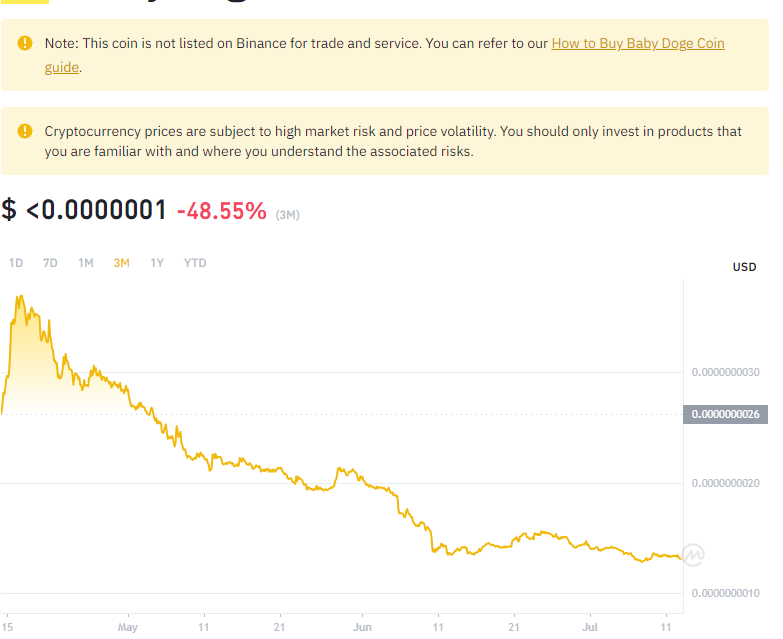 Note: This coin is not listed on Binance for trade and service. You can refer to our How to Buy Baby Doge Coin
guide.
Cryptocurrency prices are subject to high market risk and price volatility. You should only invest in products that
you are familiar with and where you understand the associated risks.
$ <0.0000001 -48.55% (3M)
1D 7D 1M 3M 1Y YTD
USD
0.0000000030
0.0000000026
0.0000000020
0.0000000010
15 May 11 21 Jun 11 21 Jul 11